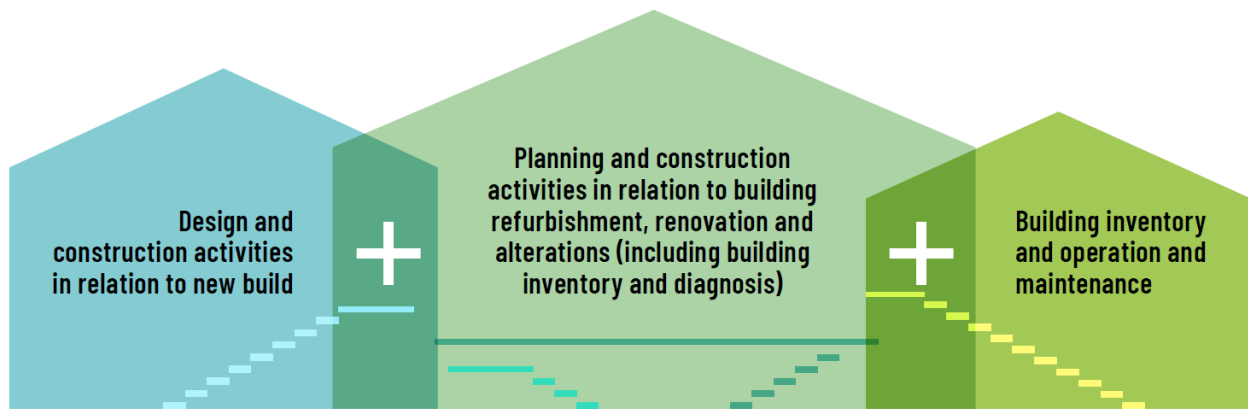 Design and
construction activities
in relation to new build
+
Planning and construction
activities in relation to building
refurbishment, renovation and
alterations (including building
inventory and diagnosis)
+
Building inventory
and operation and
maintenance